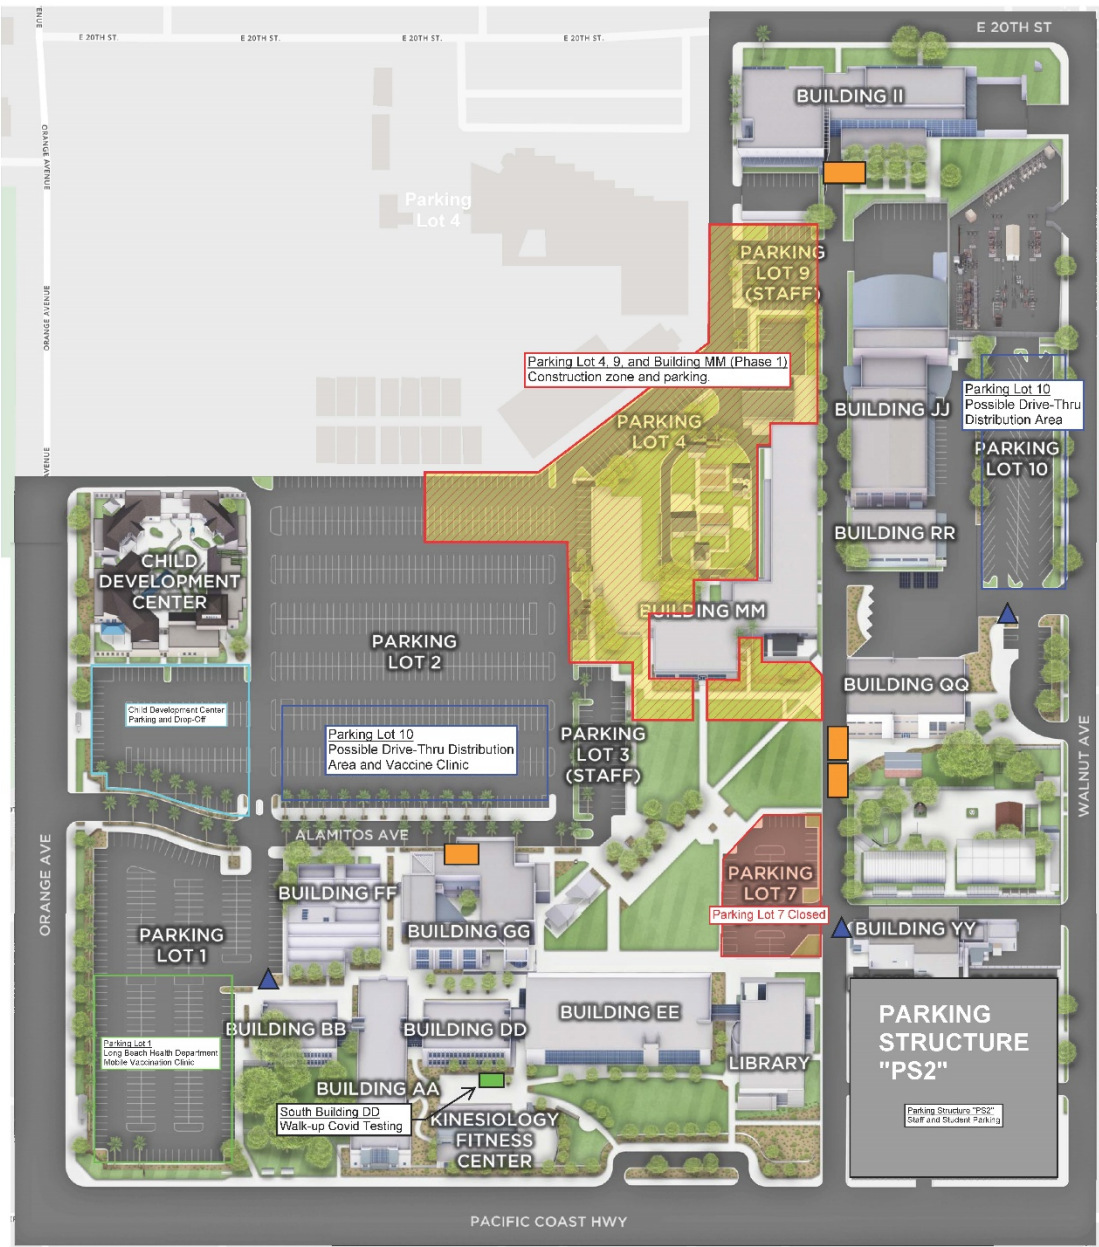 E 20TH ST
E 20TH ST.
E 20TH ST.
E 20TH ST.
E 20TH ST.
ENUE
ORANGE AVENUE
ORANGE AVENUE
AVENUE
BUILDING II
Parking
Lot 4
PARKING
LOT 9
(STAFF)
Parking Lot 4, 9, and Building MM (Phase 1)
Construction zone and parking.
PARKING
LOT 4
BUILDING JJ
Parking Lot 10
Possible Drive-Thru
Distribution Area
PARKING
LOT 10
BUILDING RR
CHILD
DEVELOPMENT
CENTER
BUILDING MM
PARKING
LOT 2
BUILDING QQ
Child Development Center
Parking and Drop-Off
Parking Lot 10
Possible Drive-Thru Distribution
Area and Vaccine Clinic
PARKING
LOT 3
(STAFF)
WALNUT AVE
ALAMITOS AVE
ORANGE AVE
BUILDING FF
PARKING
LOT 7
Parking Lot 7 Closed
BUILDING GG
BUILDING YY
PARKING
LOT 1
BUILDING BB
BUILDING DD
BUILDING EE
PARKING
STRUCTURE
"PS2"
Parking Lot 1
Long Beach Health Department
Mobile Vaccination Clinic
LIBRARY
BUILDING AA
South Building DD
Walk-up Covid Testing
KINESIOLOGY
FITNESS
CENTER
Parking Structure "PS2"
Staff and Student Parking
PACIFIC COAST HWY